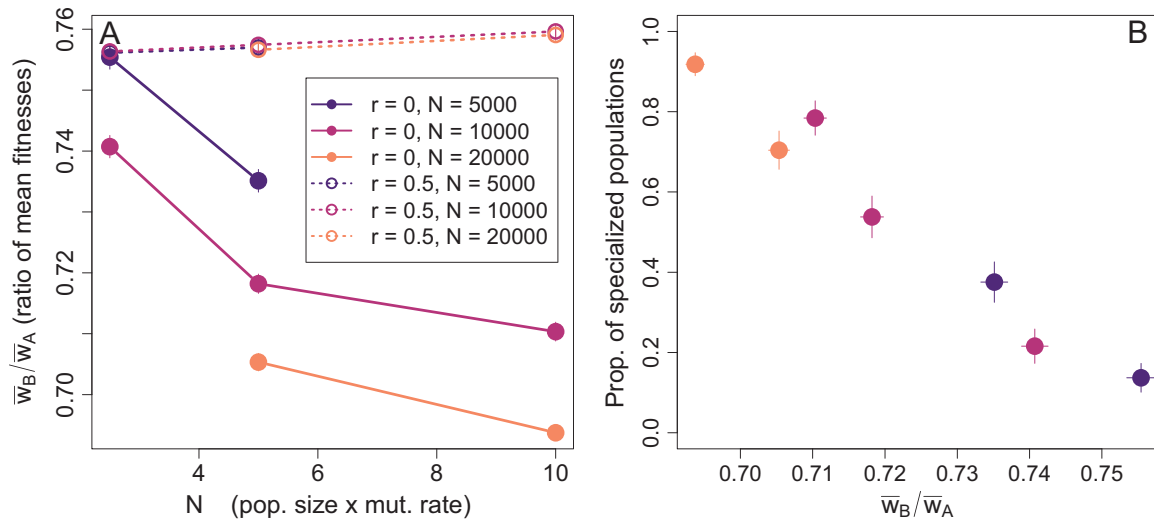 A
0.76
0.74
0.72
0.70
w̅B/w̅A (ratio of mean fitnesses)
r = 0, N = 5000
r = 0, N = 10000
r = 0, N = 20000
r = 0.5, N = 5000
r = 0.5, N = 10000
r = 0.5, N = 20000
4 6 8 10
N (pop. size x mut. rate)
B
1.0
0.8
0.6
0.4
0.2
0.0
Prop. of specialized populations
0.70 0.71 0.72 0.73 0.74 0.75
w̅B/w̅A